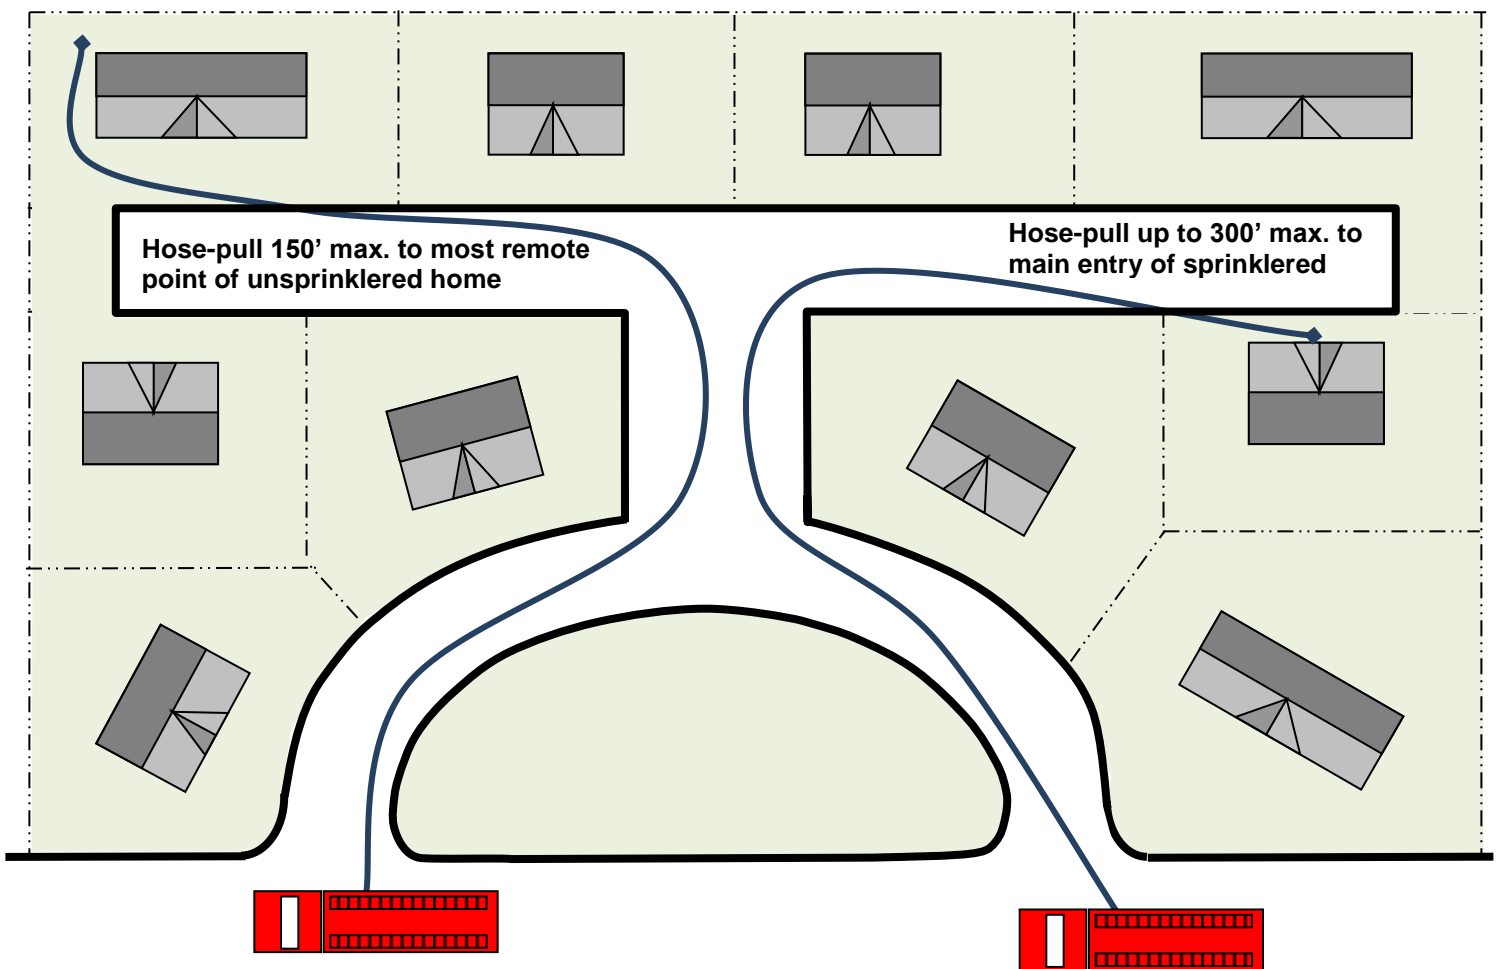 Hose-pull 150’ max. to most remote
point of unsprinklered home
Hose-pull up to 300’ max. to
main entry of sprinklered